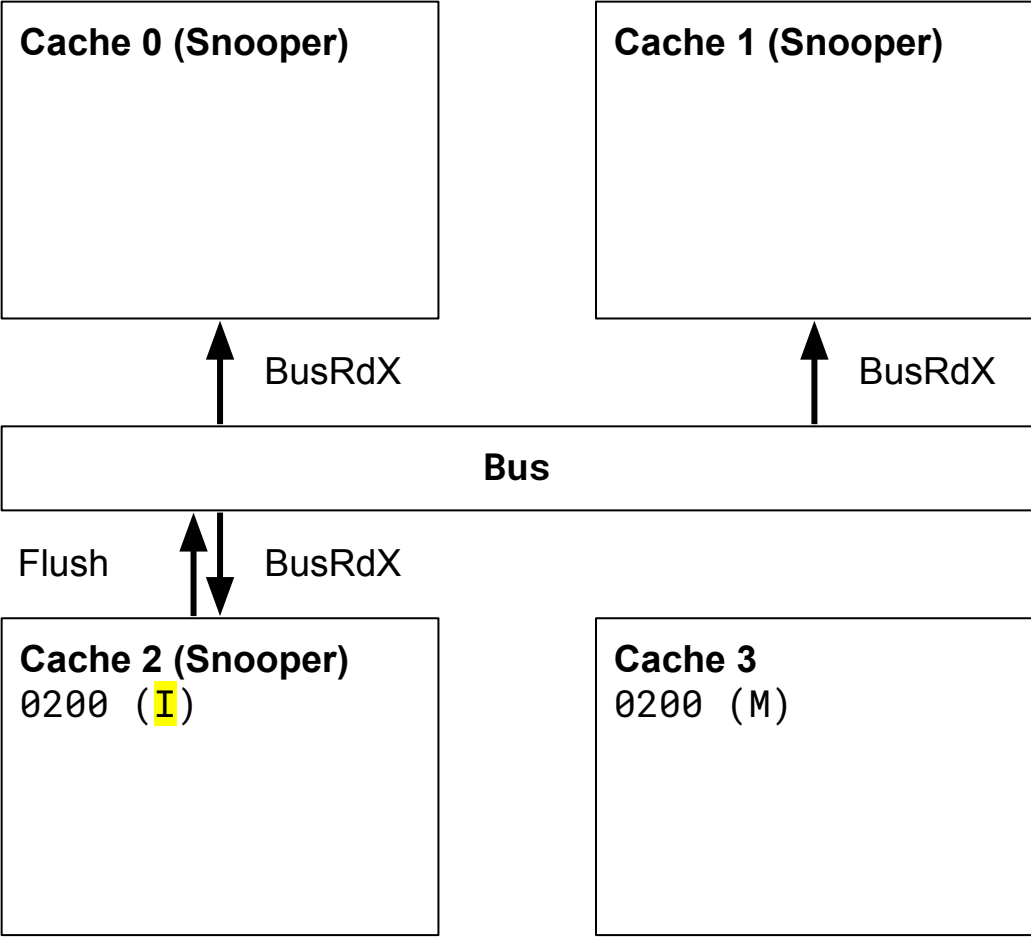 Cache 0 (Snooper)
Cache 1 (Snooper)
BusRdX
BusRdX
Bus
Flush
BusRdX
Cache 2 (Snooper)
0200 (I)
Cache 3
0200 (M)